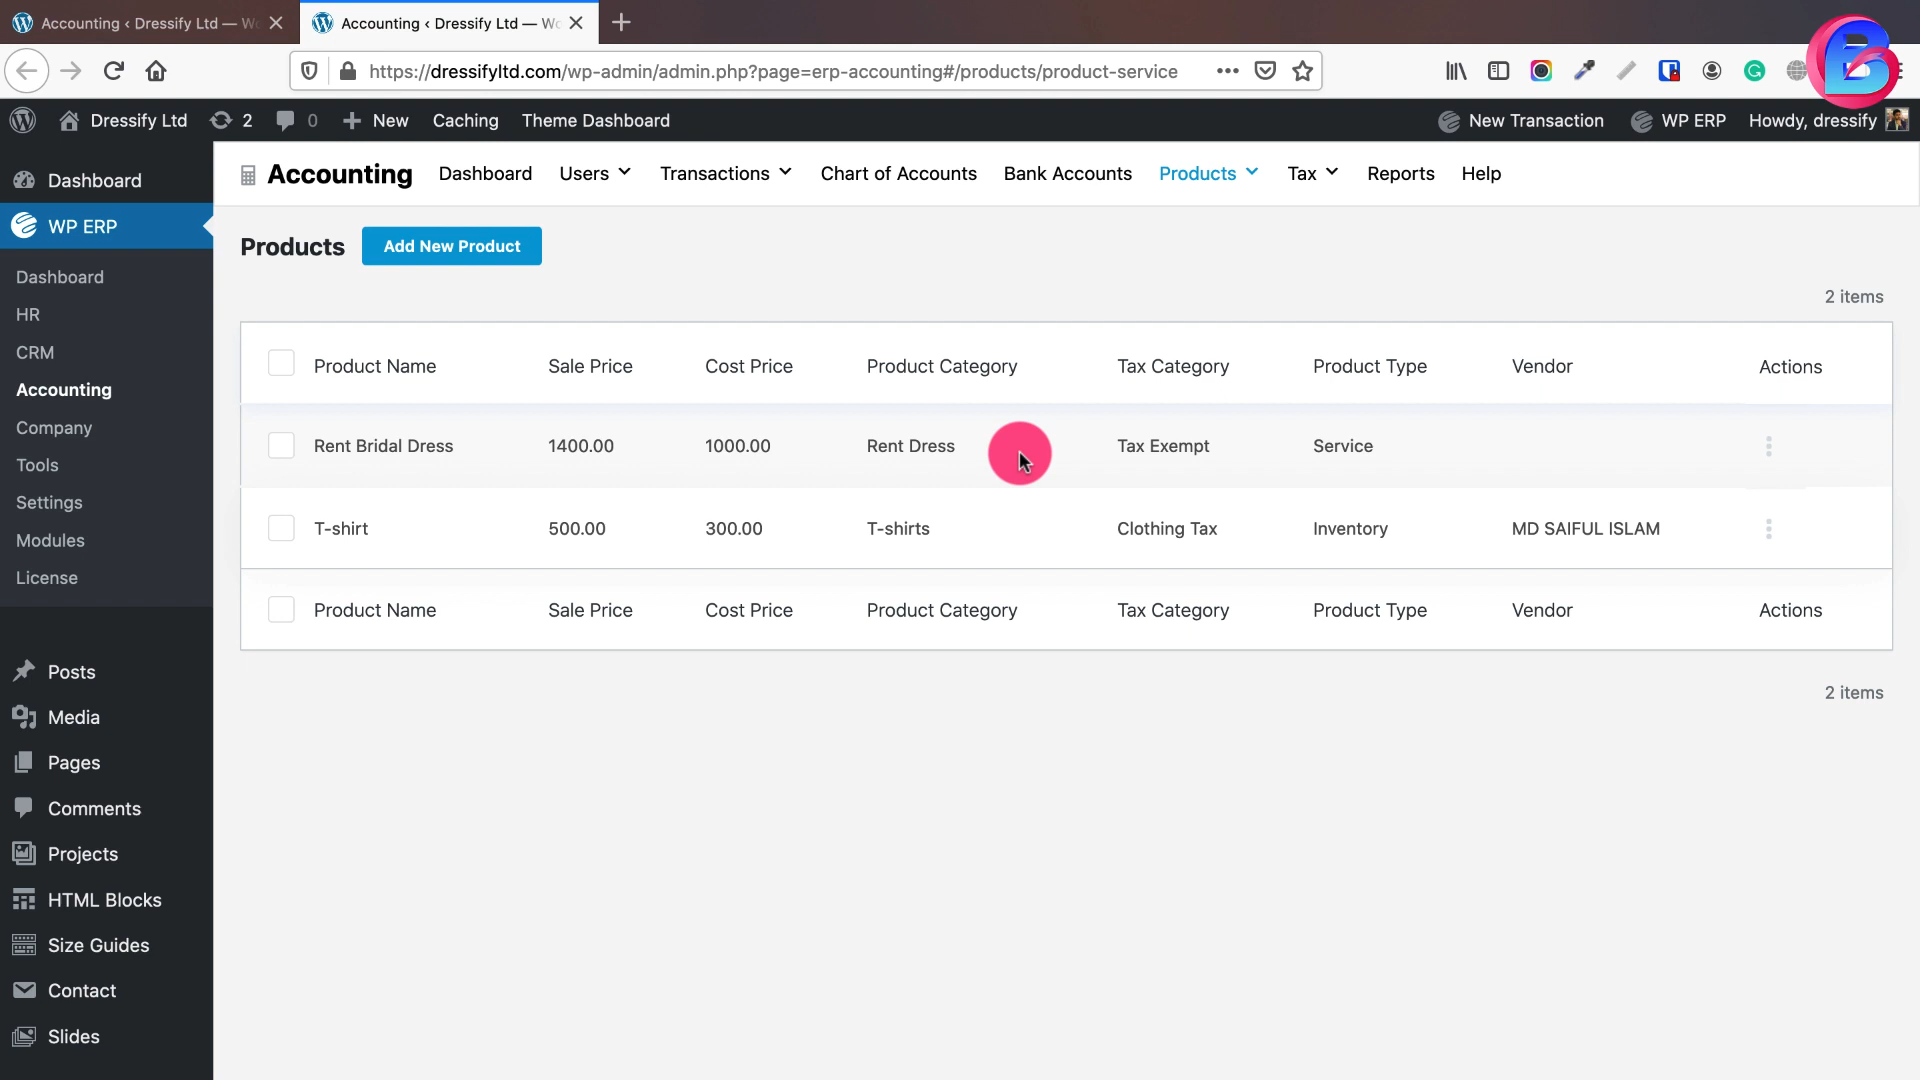 Accounting ‹ Dressify Ltd — W
Accounting ‹ Dressify Ltd — Wo
https://dressifyltd.com/wp-admin/admin.php?page=erp-accounting#/products/product-service
Dressify Ltd
2
0
New
Caching
Theme Dashboard
New Transaction
WP ERP
Howdy, dressify
Dashboard
WP ERP
Dashboard
HR
CRM
Accounting
Company
Tools
Settings
Modules
License
Posts
Media
Pages
Comments
Projects
HTML Blocks
Size Guides
Contact
Slides
Accounting Dashboard Users Transactions Chart of Accounts Bank Accounts Products Tax Reports Help
Products Add New Product
2 items
Product Name Sale Price Cost Price Product Category Tax Category Product Type Vendor Actions
Rent Bridal Dress 1400.00 1000.00 Rent Dress Tax Exempt Service
T-shirt 500.00 300.00 T-shirts Clothing Tax Inventory MD SAIFUL ISLAM
Product Name Sale Price Cost Price Product Category Tax Category Product Type Vendor Actions
2 items